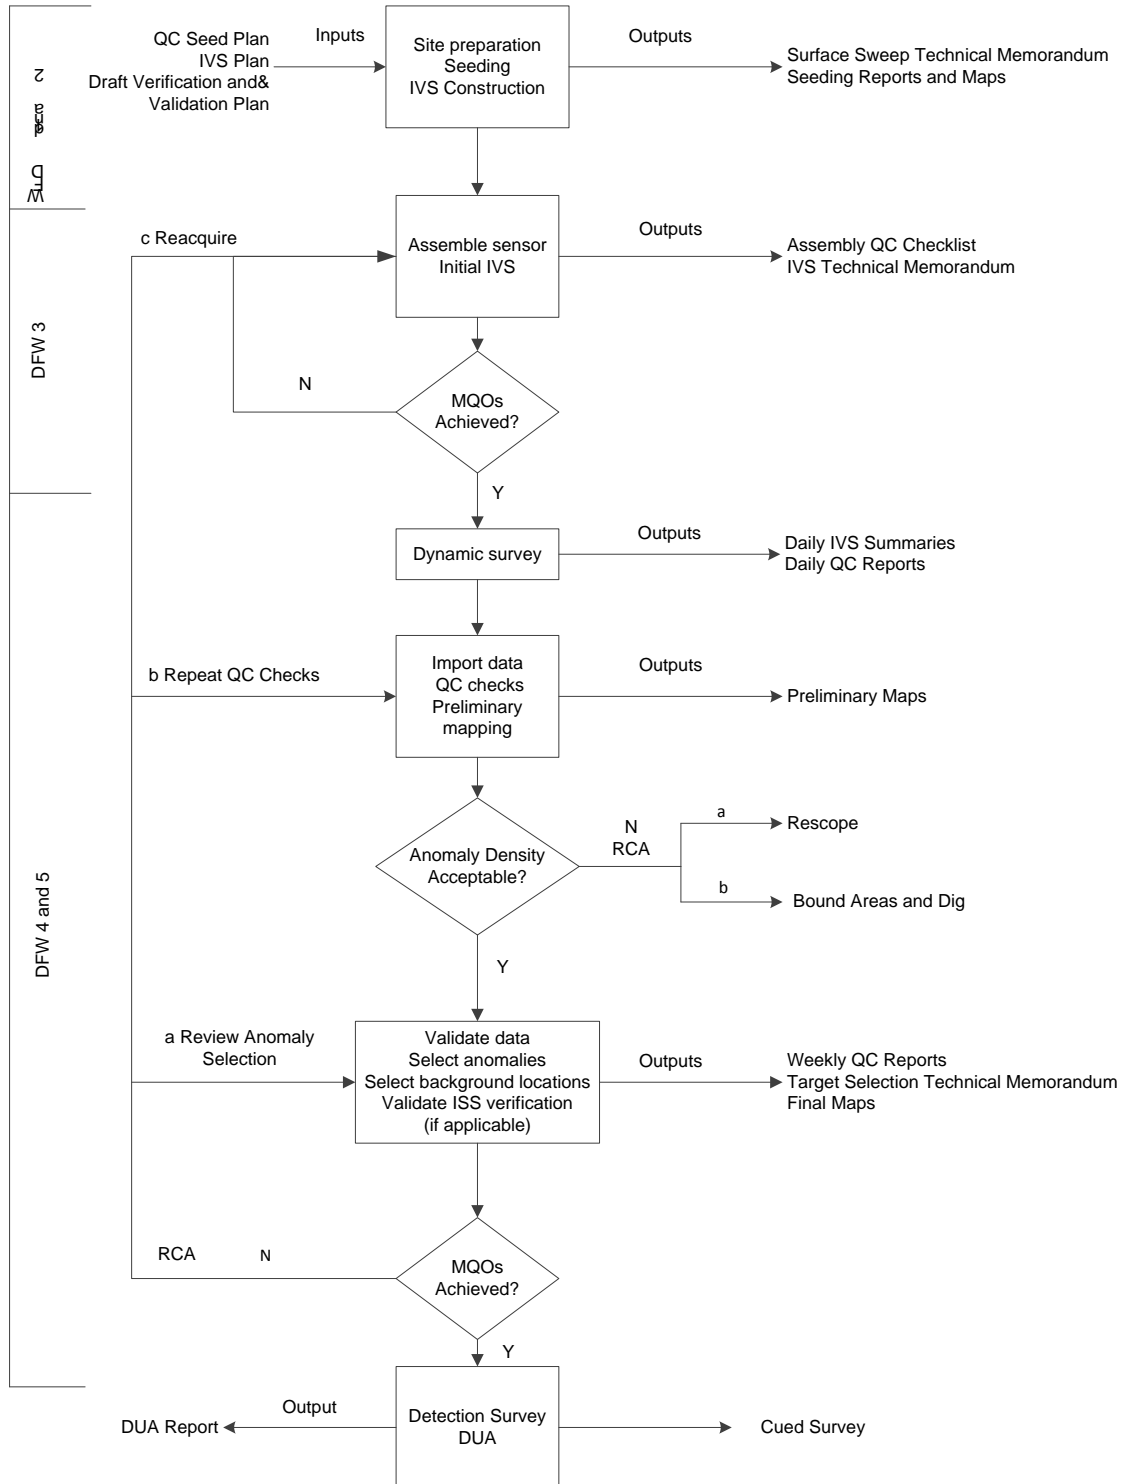 QC Seed Plan
IVS Plan
Draft Verification and&
Validation Plan
Inputs
Site preparation
Seeding
IVS Construction
Outputs
Surface Sweep Technical Memorandum
Seeding Reports and Maps
c Reacquire
Assemble sensor
Initial IVS
Outputs
Assembly QC Checklist
IVS Technical Memorandum
DFW 3
N
MQOs
Achieved?
Y
Dynamic survey
Outputs
Daily IVS Summaries
Daily QC Reports
b Repeat QC Checks
Import data
QC checks
Preliminary
mapping
Outputs
Preliminary Maps
DFW 4 and 5
Anomaly Density
Acceptable?
N
RCA
a
Rescope
b
Bound Areas and Dig
Y
a Review Anomaly
Selection
Validate data
Select anomalies
Select background locations
Validate ISS verification
(if applicable)
Outputs
Weekly QC Reports
Target Selection Technical Memorandum
Final Maps
RCA
N
MQOs
Achieved?
Y
DUA Report
Output
Detection Survey
DUA
Cued Survey